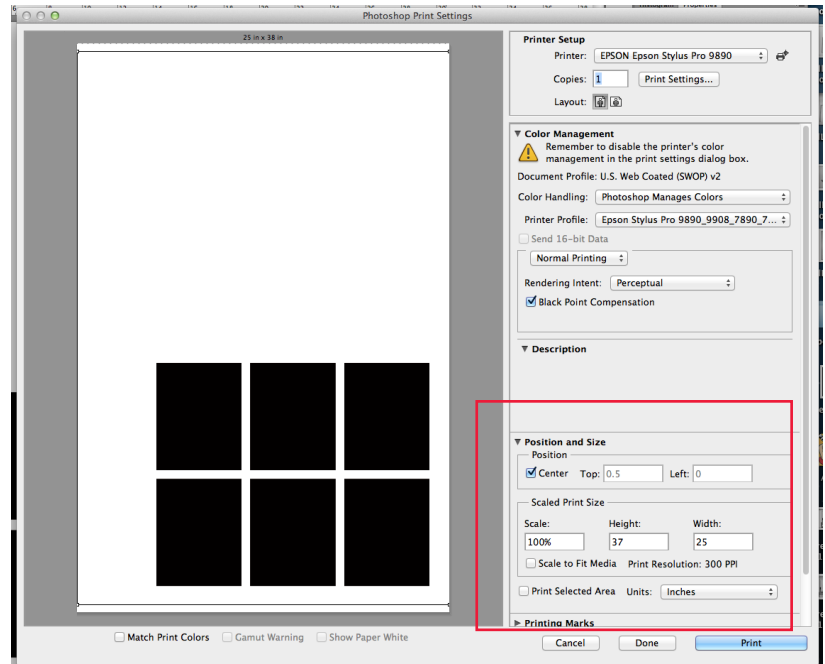 Photoshop Print Settings
25 in x 38 in
Printer Setup
Printer: EPSON Epson Stylus Pro 9890
Copies: 1 Print Settings...
Layout:
Color Management
Remember to disable the printer's color
management in the print settings dialog box.
Document Profile: U.S. Web Coated (SWOP) v2
Color Handling: Photoshop Manages Colors
Printer Profile: Epson Stylus Pro 9890_9908_7890_7...
Send 16-bit Data
Normal Printing
Rendering Intent: Perceptual
Black Point Compensation
Description
Position and Size
Position
Center Top: 0.5 Left: 0
Scaled Print Size
Scale: Height: Width:
100% 37 25
Scale to Fit Media Print Resolution: 300 PPI
Print Selected Area Units: Inches
Printing Marks
Match Print Colors Gamut Warning Show Paper White
Cancel Done Print